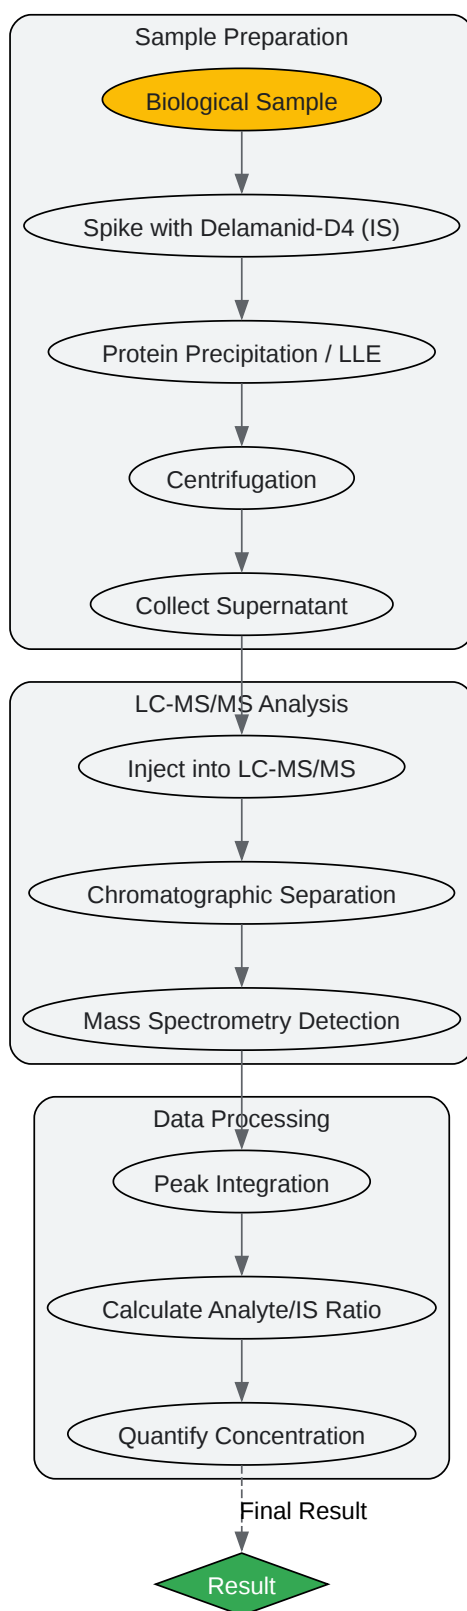 Sample Preparation
Biological Sample
Spike with Delamanid-D4 (IS)
Protein Precipitation / LLE
Centrifugation
Collect Supernatant
LC-MS/MS Analysis
Inject into LC-MS/MS
Chromatographic Separation
Mass Spectrometry Detection
Data Processing
Peak Integration
Calculate Analyte/IS Ratio
Quantify Concentration
Final Result
Result